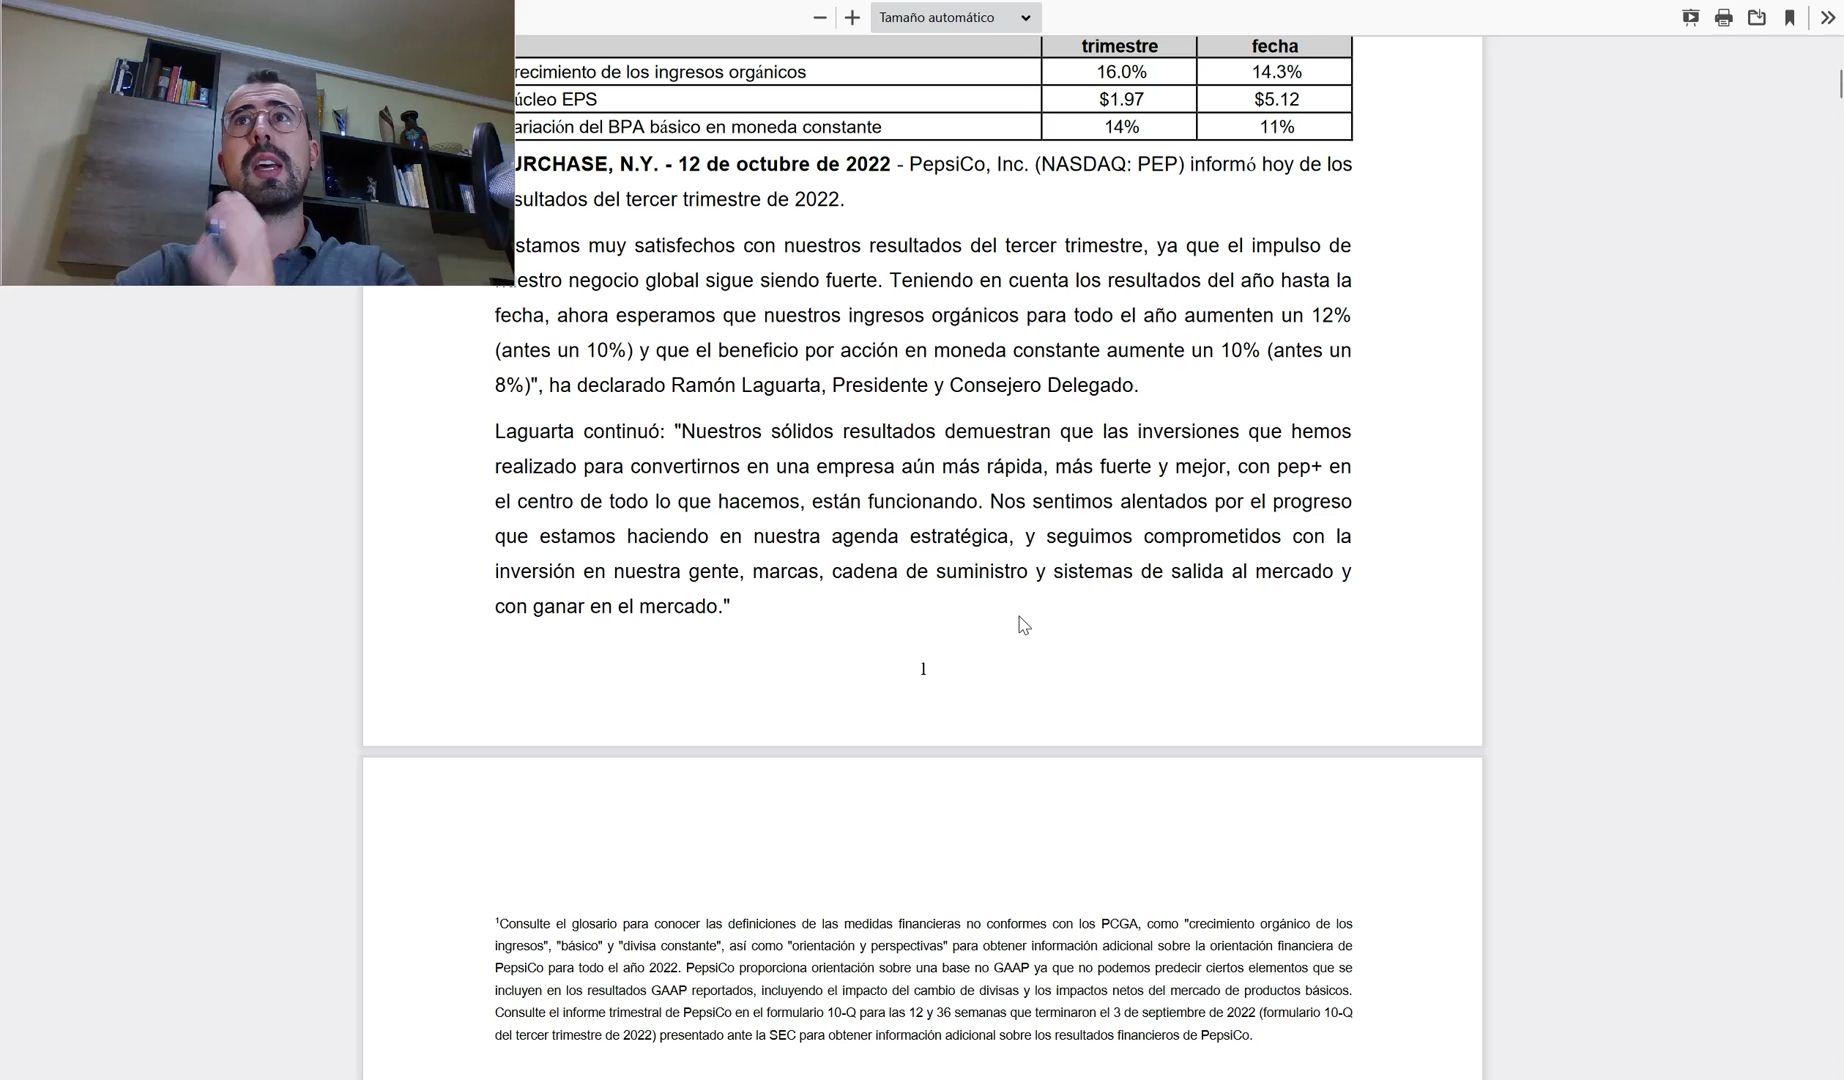 Tamaño automático
trimestre fecha
recimiento de los ingresos orgánicos 16.0% 14.3%
úcleo EPS $1.97 $5.12
ariación del BPA básico en moneda constante 14% 11%
URCHASE, N.Y. - 12 de octubre de 2022 - PepsiCo, Inc. (NASDAQ: PEP) informó hoy de los
sultados del tercer trimestre de 2022.
stamos muy satisfechos con nuestros resultados del tercer trimestre, ya que el impulso de
estro negocio global sigue siendo fuerte. Teniendo en cuenta los resultados del año hasta la
fecha, ahora esperamos que nuestros ingresos orgánicos para todo el año aumenten un 12%
(antes un 10%) y que el beneficio por acción en moneda constante aumente un 10% (antes un
8%)", ha declarado Ramón Laguarta, Presidente y Consejero Delegado.
Laguarta continuó: "Nuestros sólidos resultados demuestran que las inversiones que hemos
realizado para convertirnos en una empresa aún más rápida, más fuerte y mejor, con pep+ en
el centro de todo lo que hacemos, están funcionando. Nos sentimos alentados por el progreso
que estamos haciendo en nuestra agenda estratégica, y seguimos comprometidos con la
inversión en nuestra gente, marcas, cadena de suministro y sistemas de salida al mercado y
con ganar en el mercado."
1
¹Consulte el glosario para conocer las definiciones de las medidas financieras no conformes con los PCGA, como "crecimiento orgánico de los
ingresos", "básico" y "divisa constante", así como "orientación y perspectivas" para obtener información adicional sobre la orientación financiera de
PepsiCo para todo el año 2022. PepsiCo proporciona orientación sobre una base no GAAP ya que no podemos predecir ciertos elementos que se
incluyen en los resultados GAAP reportados, incluyendo el impacto del cambio de divisas y los impactos netos del mercado de productos básicos.
Consulte el informe trimestral de PepsiCo en el formulario 10-Q para las 12 y 36 semanas que terminaron el 3 de septiembre de 2022 (formulario 10-Q
del tercer trimestre de 2022) presentado ante la SEC para obtener información adicional sobre los resultados financieros de PepsiCo.